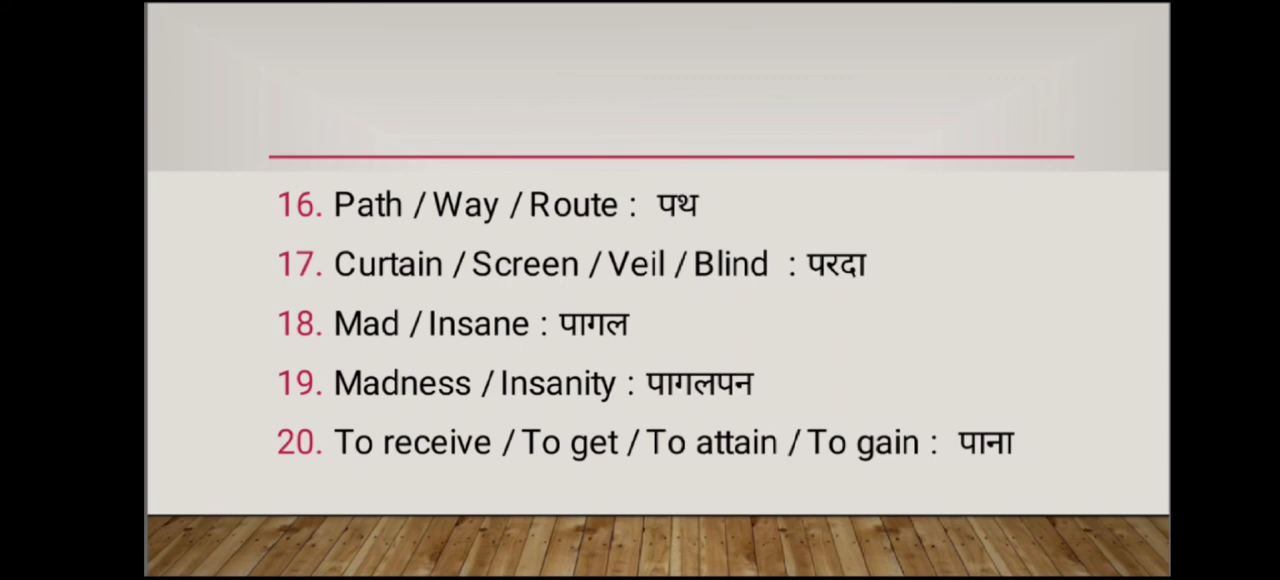 16. Path / Way / Route : पथ
17. Curtain / Screen / Veil / Blind : परदा
18. Mad / Insane : पागल
19. Madness / Insanity : पागलपन
20. To receive / To get / To attain / To gain : पाना